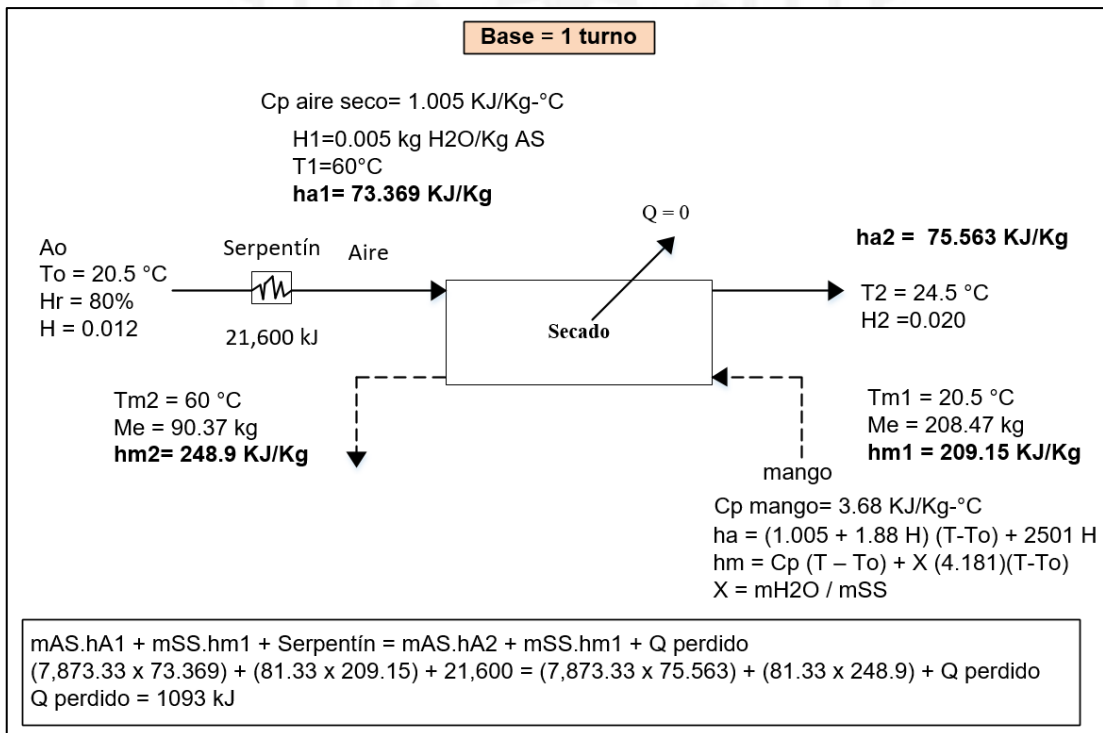 Base = 1 turno
Cp aire seco= 1.005 KJ/Kg-°C
H1=0.005 kg H2O/Kg AS
T1=60°C
ha1= 73.369 KJ/Kg
Q = 0
ha2 = 75.563 KJ/Kg
Ao
To = 20.5 °C
Hr = 80%
H = 0.012
Serpentín
Aire
21,600 kJ
Secado
T2 = 24.5 °C
H2 =0.020
Tm2 = 60 °C
Me = 90.37 kg
hm2= 248.9 KJ/Kg
Tm1 = 20.5 °C
Me = 208.47 kg
hm1 = 209.15 KJ/Kg
mango
Cp mango= 3.68 KJ/Kg-°C
ha = (1.005 + 1.88 H) (T-To) + 2501 H
hm = Cp (T – To) + X (4.181)(T-To)
X = mH2O / mSS
mAS.hA1 + mSS.hm1 + Serpentín = mAS.hA2 + mSS.hm1 + Q perdido
(7,873.33 x 73.369) + (81.33 x 209.15) + 21,600 = (7,873.33 x 75.563) + (81.33 x 248.9) + Q perdido
Q perdido = 1093 kJ